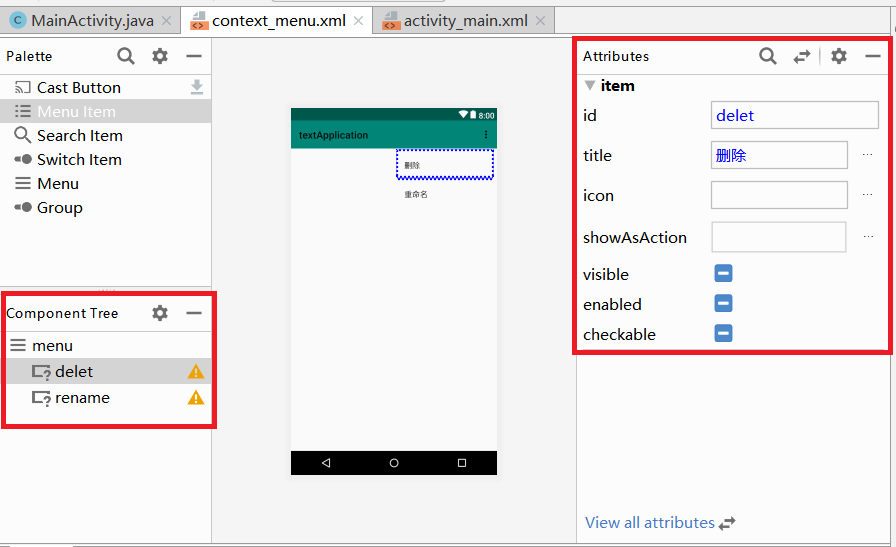 MainActivity.java
context_menu.xml
activity_main.xml
Palette
Cast Button
Menu Item
Search Item
Switch Item
Menu
Group
Component Tree
menu
delet
rename
8:00
textApplication
删除
重命名
Attributes
item
id
delet
title
删除
...
icon
...
showAsAction
...
visible
enabled
checkable
View all attributes